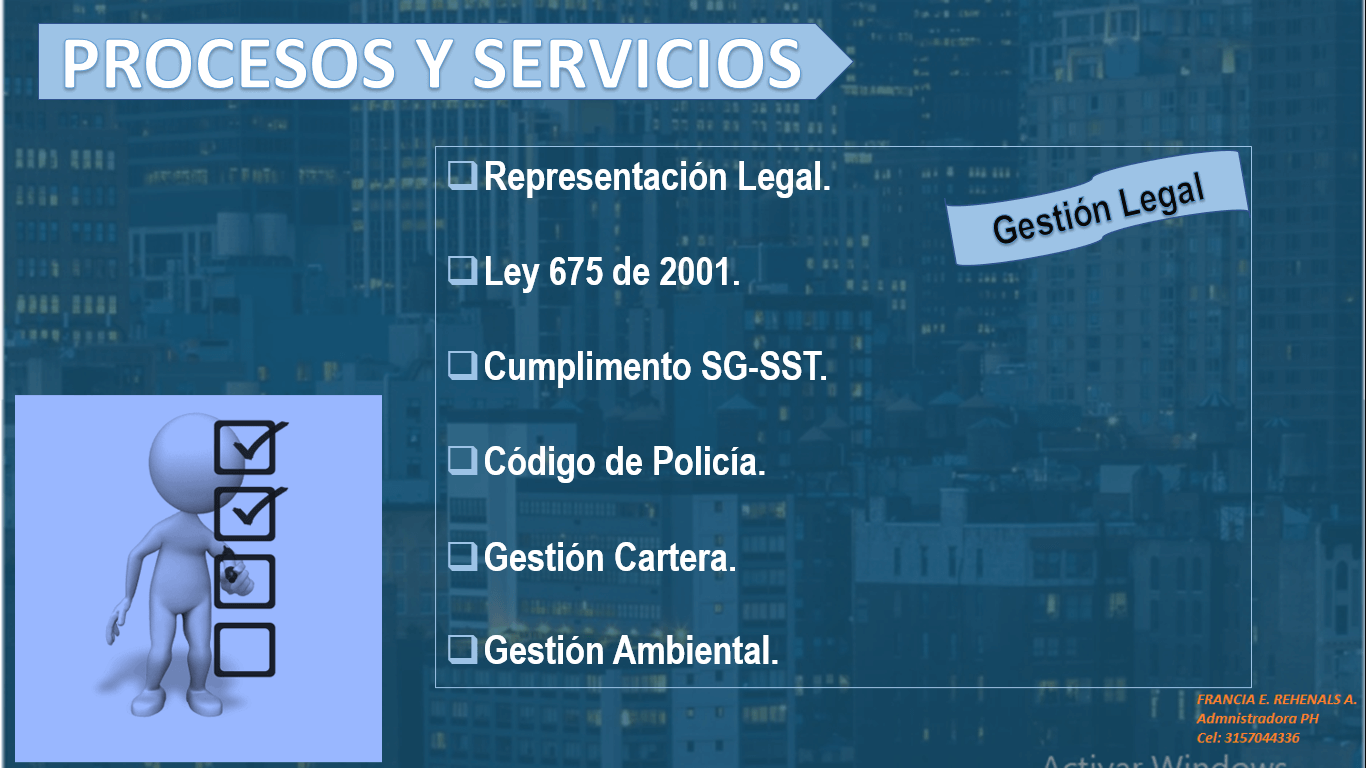 PROCESOS Y SERVICIOS
Representación Legal.
Gestión Legal
Ley 675 de 2001.
Cumplimento SG-SST.
Código de Policía.
Gestión Cartera.
Gestión Ambiental.
FRANCIA E. REHENALS A.
Admnistradora PH
Cel: 3157044336
Activar Windows